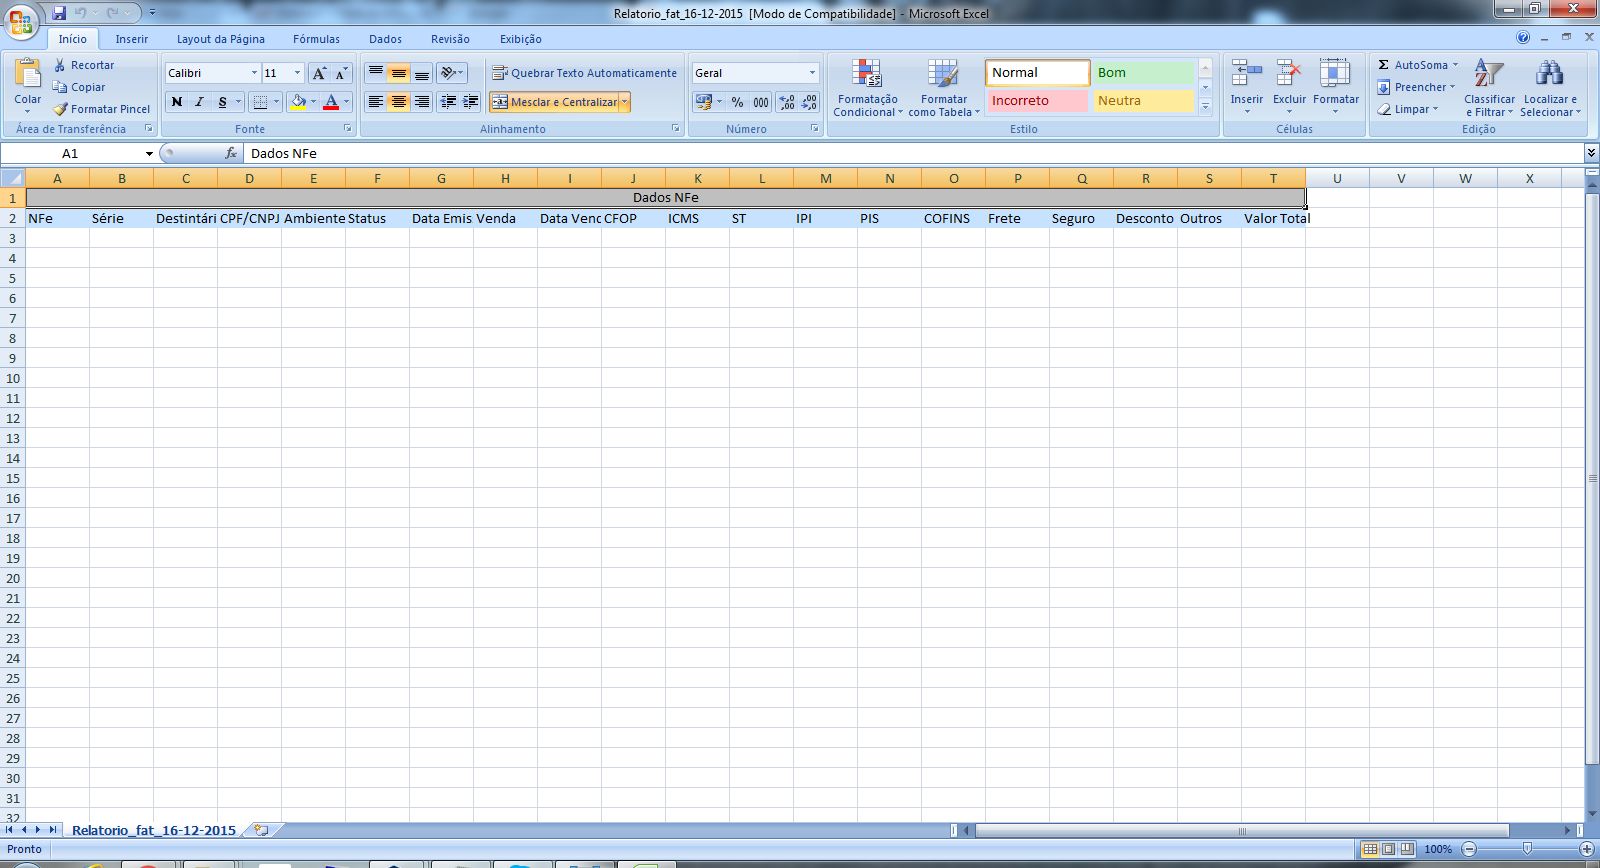 Relatorio_fat_16-12-2015 [Modo de Compatibilidade] - Microsoft Excel
Início Inserir Layout da Página Fórmulas Dados Revisão Exibição
Colar
Recortar
Copiar
Formatar Pincel
Área de Transferência
Calibri 11
N I S
Fonte
Quebrar Texto Automaticamente
Mesclar e Centralizar
Alinhamento
Geral
% 000
Número
Formatação Condicional
Formatar como Tabela
Normal Bom
Incorreto Neutra
Estilo
Inserir Excluir Formatar
Células
Σ AutoSoma
Preencher
Limpar
Classificar e Filtrar
Localizar e Selecionar
Edição
A1 fx Dados NFe
A B C D E F G H I J K L M N O P Q R S T U V W X
1 Dados NFe
2 NFe Série Destintári CPF/CNPJ Ambiente Status Data Emis Venda Data Venc CFOP ICMS ST IPI PIS COFINS Frete Seguro Desconto Outros Valor Total
3
4
5
6
7
8
9
10
11
12
13
14
15
16
17
18
19
20
21
22
23
24
25
26
27
28
29
30
31
32
Relatorio_fat_16-12-2015
Pronto 100%